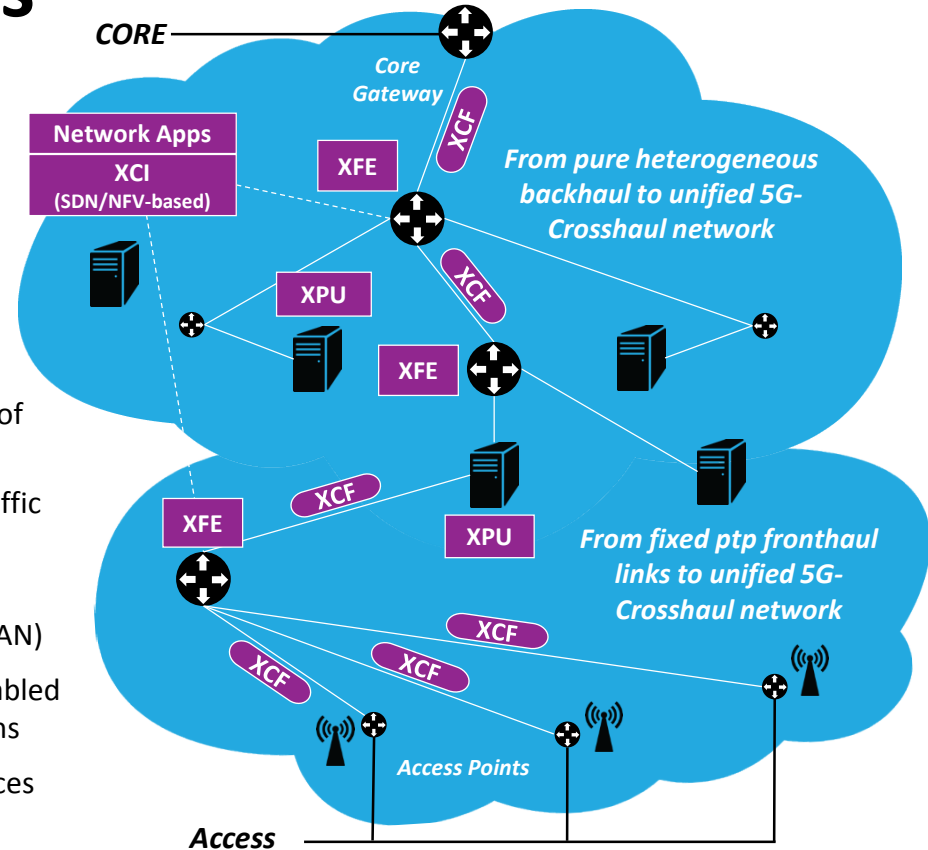 s
CORE
Core
Gateway
XCF
Network Apps
XCI
(SDN/NFV-based)
XFE
From pure heterogeneous
backhaul to unified 5G-
Crosshaul network
XCF
XPU
XFE
of
XCF
ffic
XFE
XPU
From fixed ptp fronthaul
links to unified 5G-
Crosshaul network
AN)
XCF
XCF
XCF
bled
ns
Access Points
ces
Access